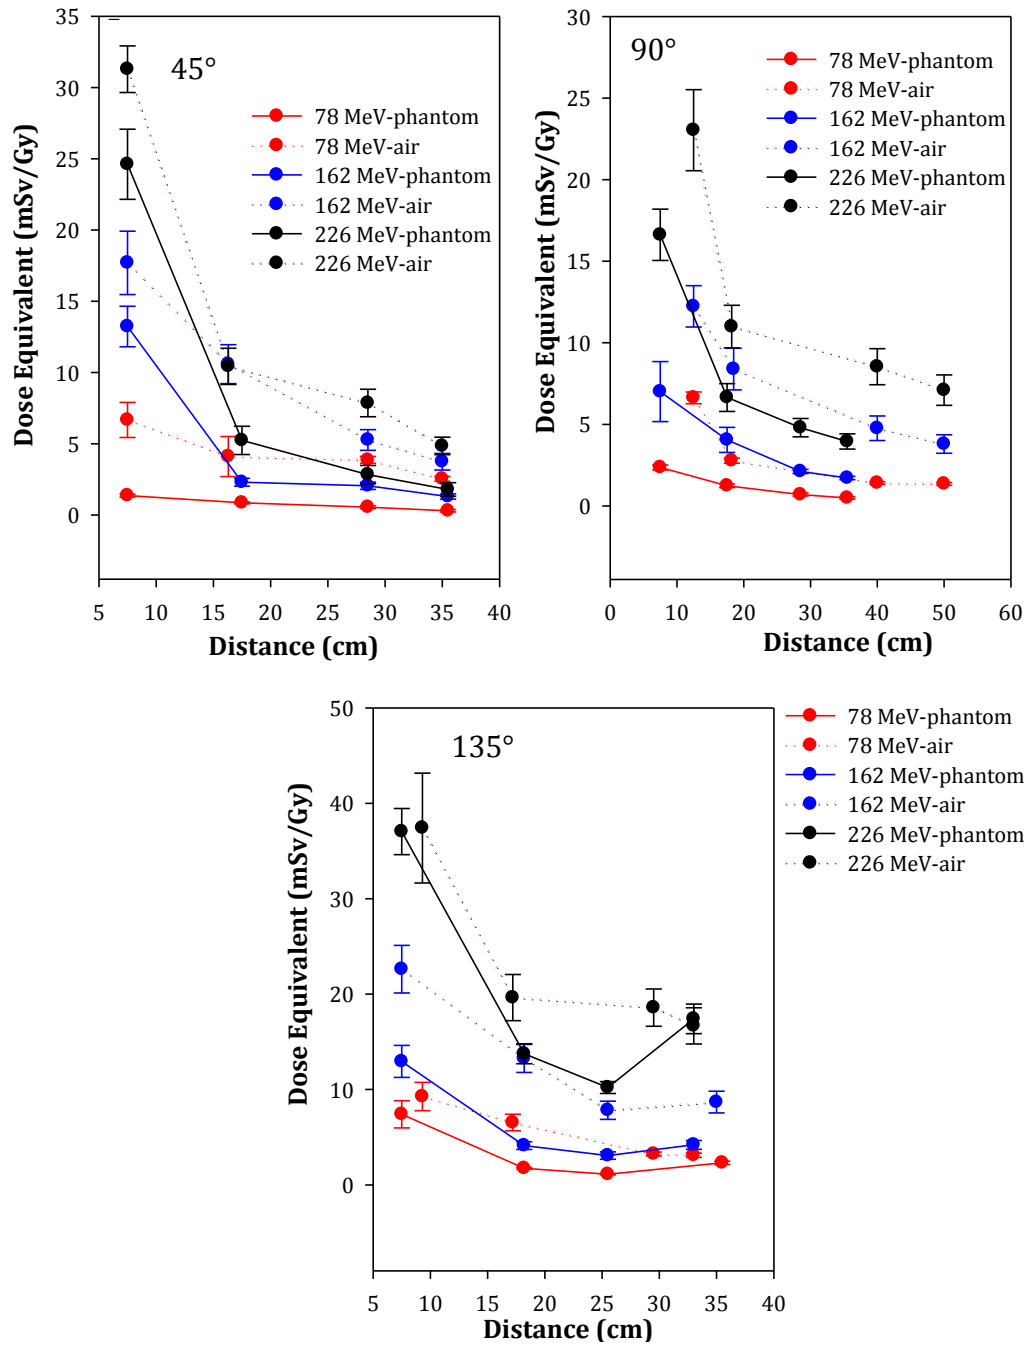 45°
78 MeV-phantom
78 MeV-air
162 MeV-phantom
162 MeV-air
226 MeV-phantom
226 MeV-air
Dose Equivalent (mSv/Gy)
35
30
25
20
15
10
5
0
5 10 15 20 25 30 35 40
Distance (cm)
90°
78 MeV-phantom
78 MeV-air
162 MeV-phantom
162 MeV-air
226 MeV-phantom
226 MeV-air
Dose Equivalent (mSv/Gy)
30
25
20
15
10
5
0
0 10 20 30 40 50 60
Distance (cm)
135°
78 MeV-phantom
78 MeV-air
162 MeV-phantom
162 MeV-air
226 MeV-phantom
226 MeV-air
Dose Equivalent (mSv/Gy)
50
40
30
20
10
0
5 10 15 20 25 30 35 40
Distance (cm)